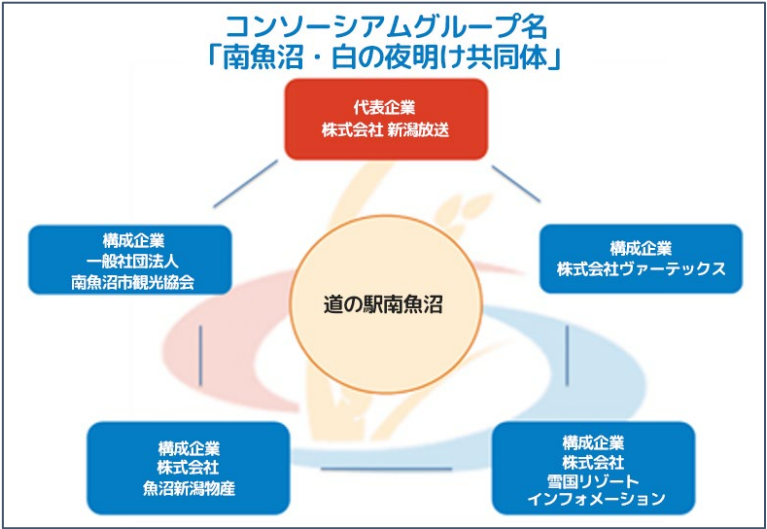 コンソーシアムグループ名
「南魚沼・白の夜明け共同体」
代表企業
株式会社 新潟放送
構成企業
一般社団法人
南魚沼市観光協会
構成企業
株式会社ヴァーテックス
道の駅南魚沼
構成企業
株式会社
魚沼新潟物産
構成企業
株式会社
雪国リゾート
インフォメーション